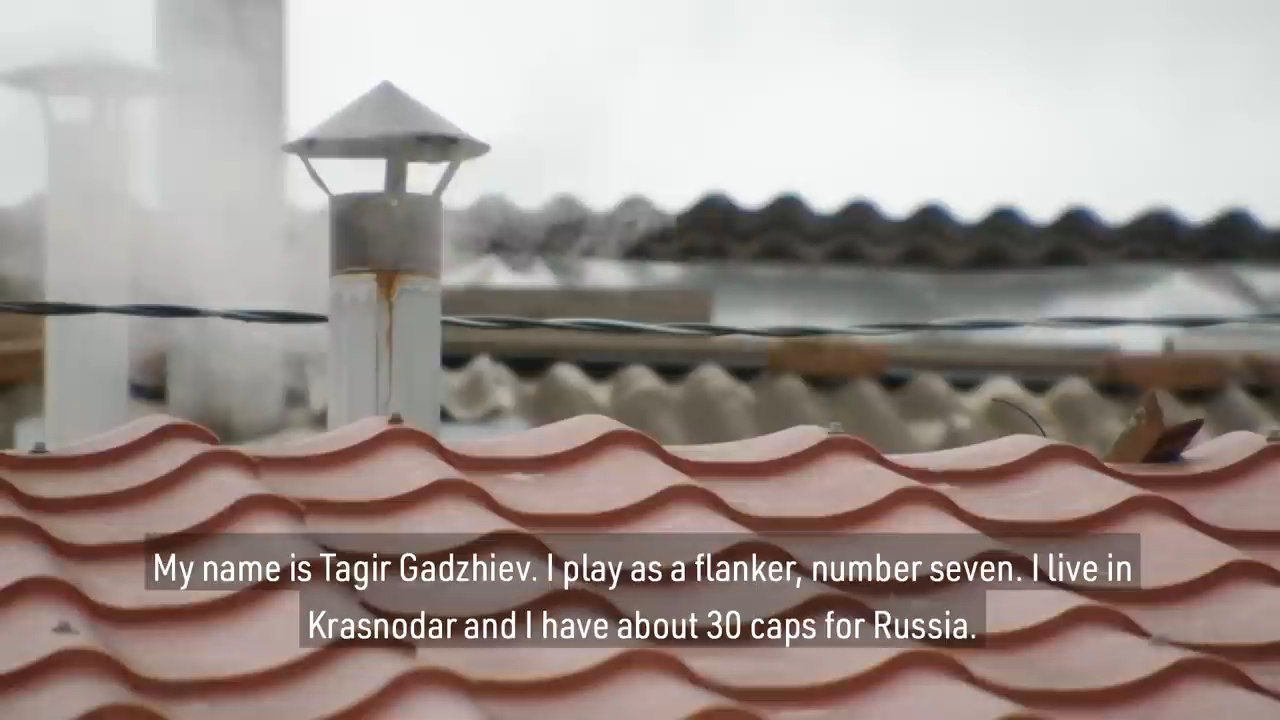 My name is Tagir Gadzhiev. I play as a flanker, number seven. I live in
Krasnodar and I have about 30 caps for Russia.